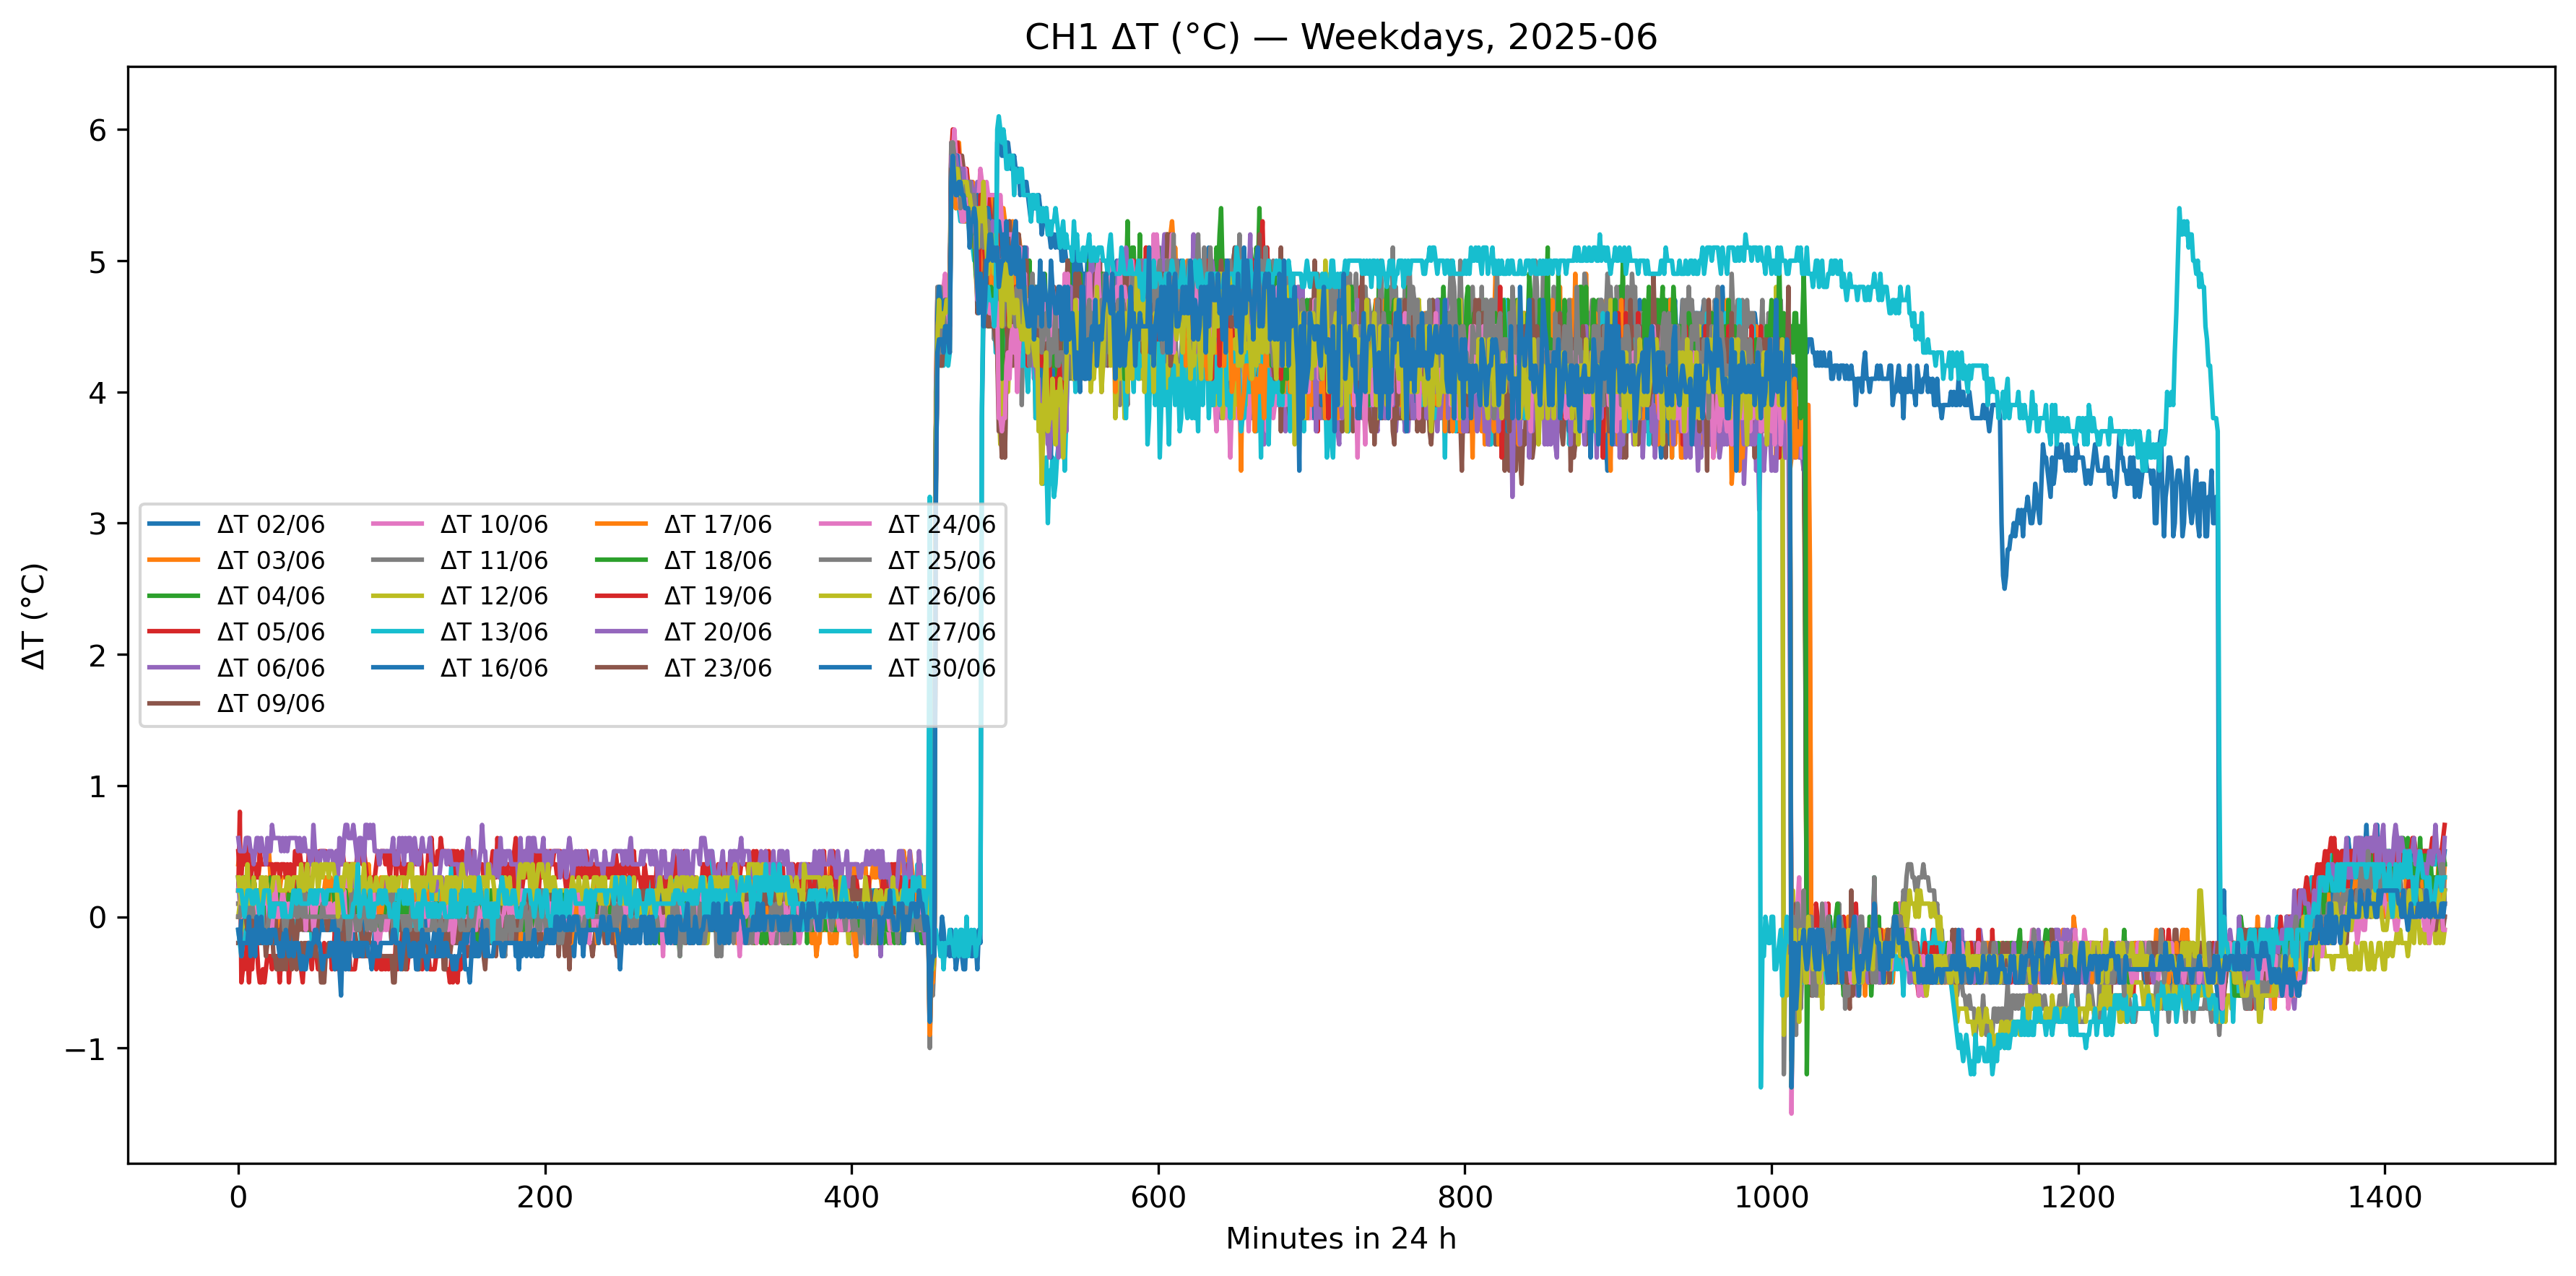 CH1 ΔT (°C) — Weekdays, 2025-06
ΔT (°C)
6
5
4
3
2
1
0
−1
ΔT 02/06
ΔT 03/06
ΔT 04/06
ΔT 05/06
ΔT 06/06
ΔT 09/06
ΔT 10/06
ΔT 11/06
ΔT 12/06
ΔT 13/06
ΔT 16/06
ΔT 17/06
ΔT 18/06
ΔT 19/06
ΔT 20/06
ΔT 23/06
ΔT 24/06
ΔT 25/06
ΔT 26/06
ΔT 27/06
ΔT 30/06
0 200 400 600 800 1000 1200 1400
Minutes in 24 h